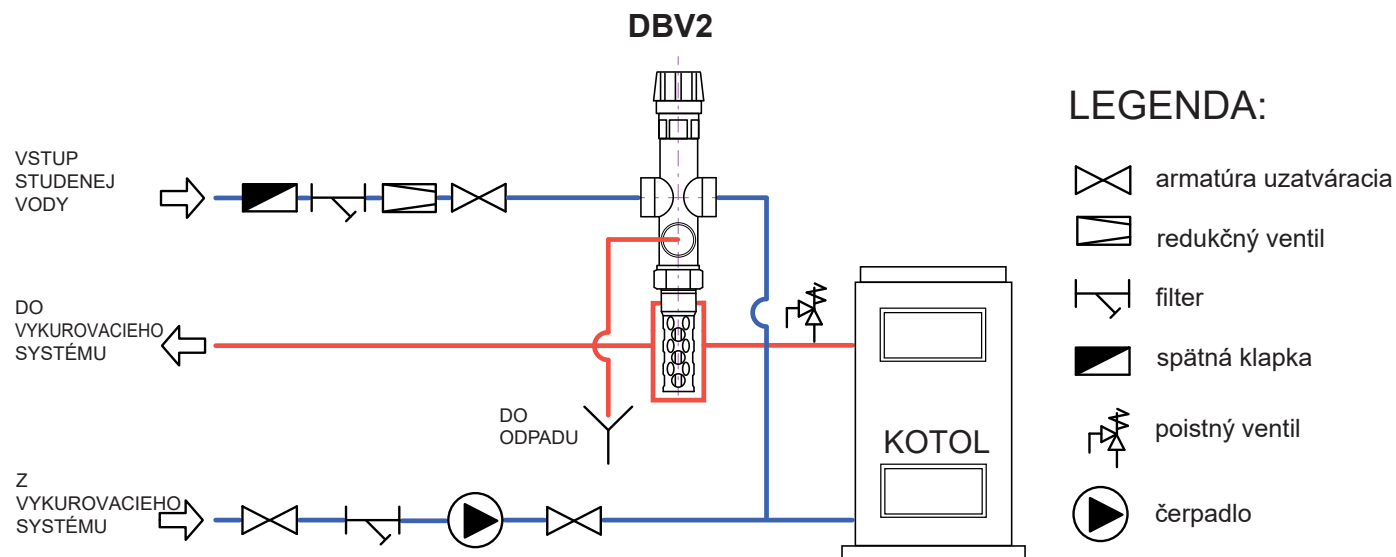 DBV2
VSTUP
STUDENEJ
VODY
DO
VYKUROVACIEHO
SYSTÉMU
DO
ODPADU
Z
VYKUROVACIEHO
SYSTÉMU
KOTOL
LEGENDA:
armatúra uzatváracia
redukčný ventil
filter
spätná klapka
poistný ventil
čerpadlo